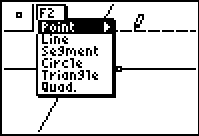 F2
Point
Line
Segment
Circle
Triangle
Quad.